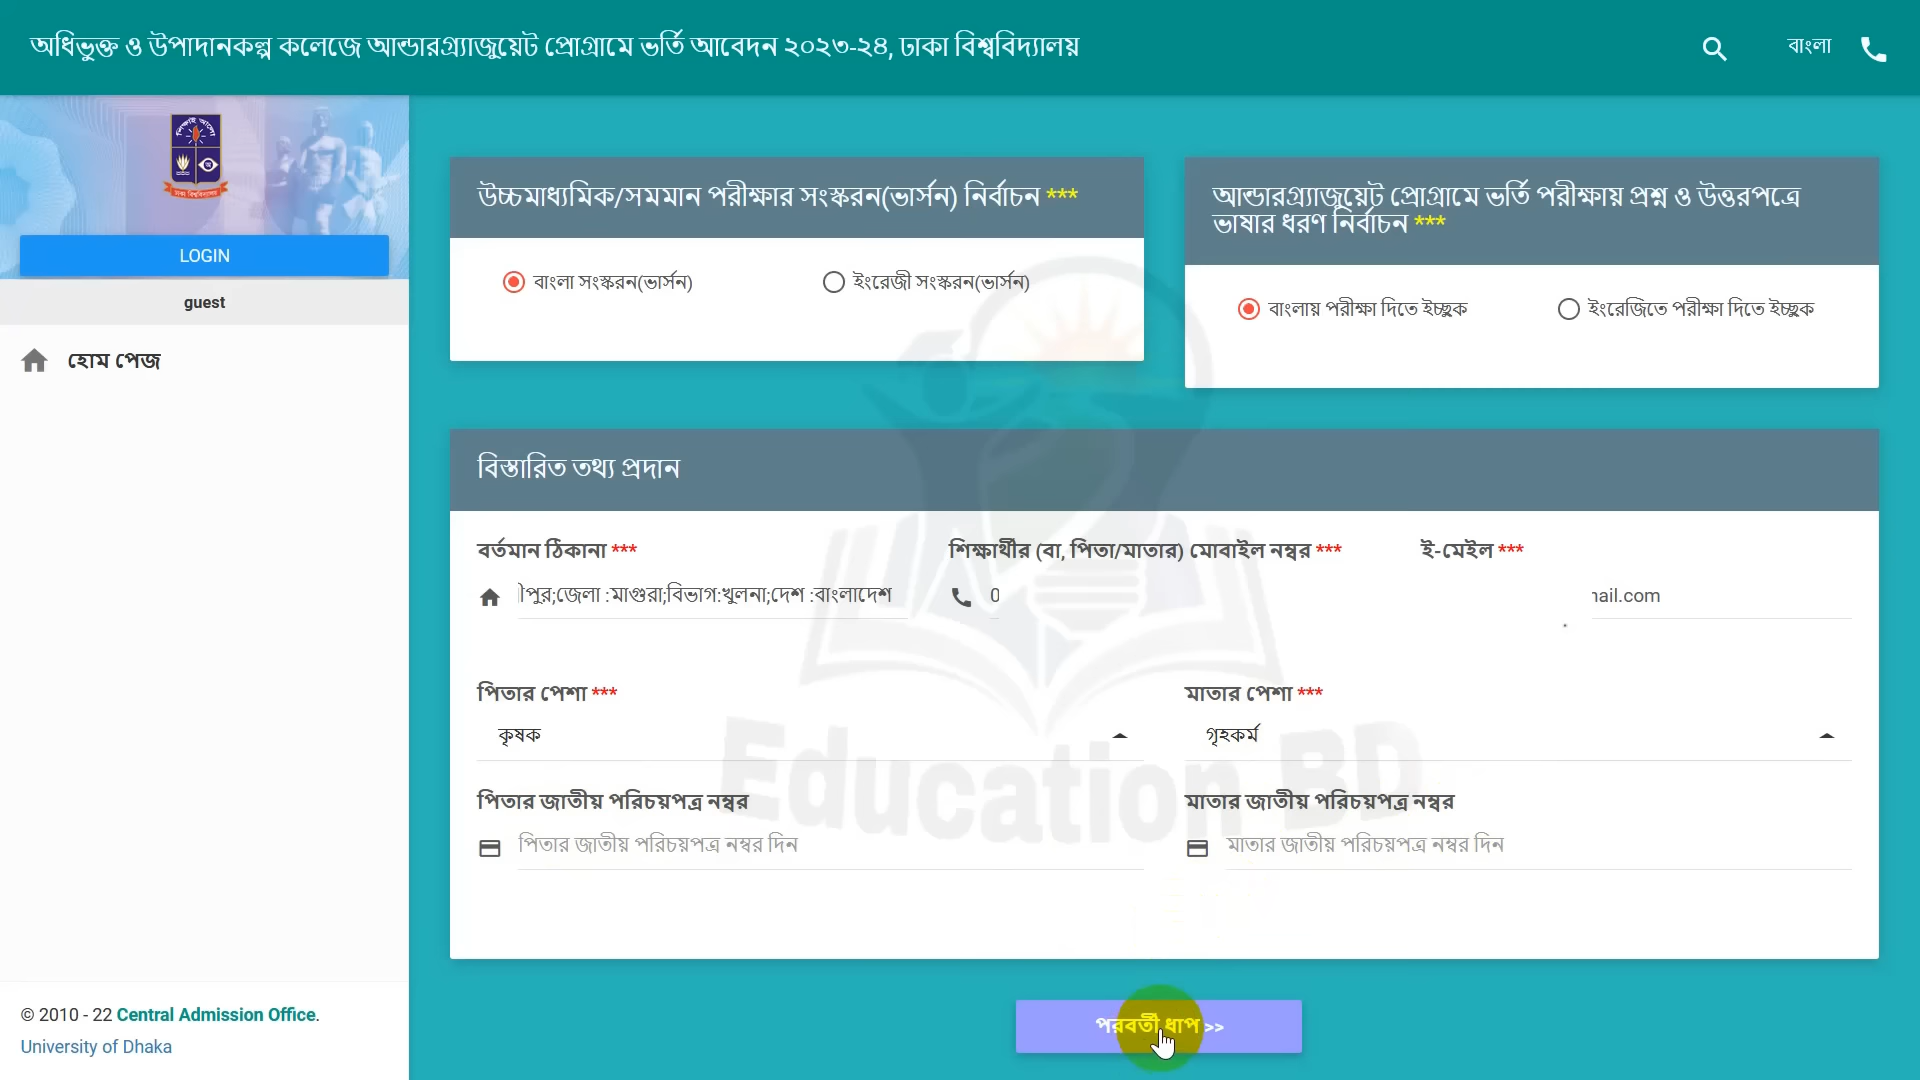 অধিভুক্ত ও উপাদানকল্প কলেজে আন্ডারগ্র্যাজুয়েট প্রোগ্রামে ভর্তি আবেদন ২০২৩-২৪, ঢাকা বিশ্ববিদ্যালয়
বাংলা
শিক্ষাই আলো
ঢাকা বিশ্ববিদ্যালয়
LOGIN
guest
হোম পেজ
উচ্চমাধ্যমিক/সমমান পরীক্ষার সংস্করন(ভার্সন) নির্বাচন ***
বাংলা সংস্করন(ভার্সন)
ইংরেজী সংস্করন(ভার্সন)
আন্ডারগ্র্যাজুয়েট প্রোগ্রামে ভর্তি পরীক্ষায় প্রশ্ন ও উত্তরপত্রে
ভাষার ধরণ নির্বাচন ***
বাংলায় পরীক্ষা দিতে ইচ্ছুক
ইংরেজিতে পরীক্ষা দিতে ইচ্ছুক
বিস্তারিত তথ্য প্রদান
বর্তমান ঠিকানা ***
শিক্ষার্থীর (বা, পিতা/মাতার) মোবাইল নম্বর ***
ই-মেইল ***
ীপুর;জেলা :মাগুরা;বিভাগ:খুলনা;দেশ :বাংলাদেশ
0
ail.com
পিতার পেশা ***
মাতার পেশা ***
কৃষক
গৃহকর্ম
Education BD
পিতার জাতীয় পরিচয়পত্র নম্বর
মাতার জাতীয় পরিচয়পত্র নম্বর
পিতার জাতীয় পরিচয়পত্র নম্বর দিন
মাতার জাতীয় পরিচয়পত্র নম্বর দিন
পরবর্তী ধাপ >>
© 2010 - 22 Central Admission Office.
University of Dhaka